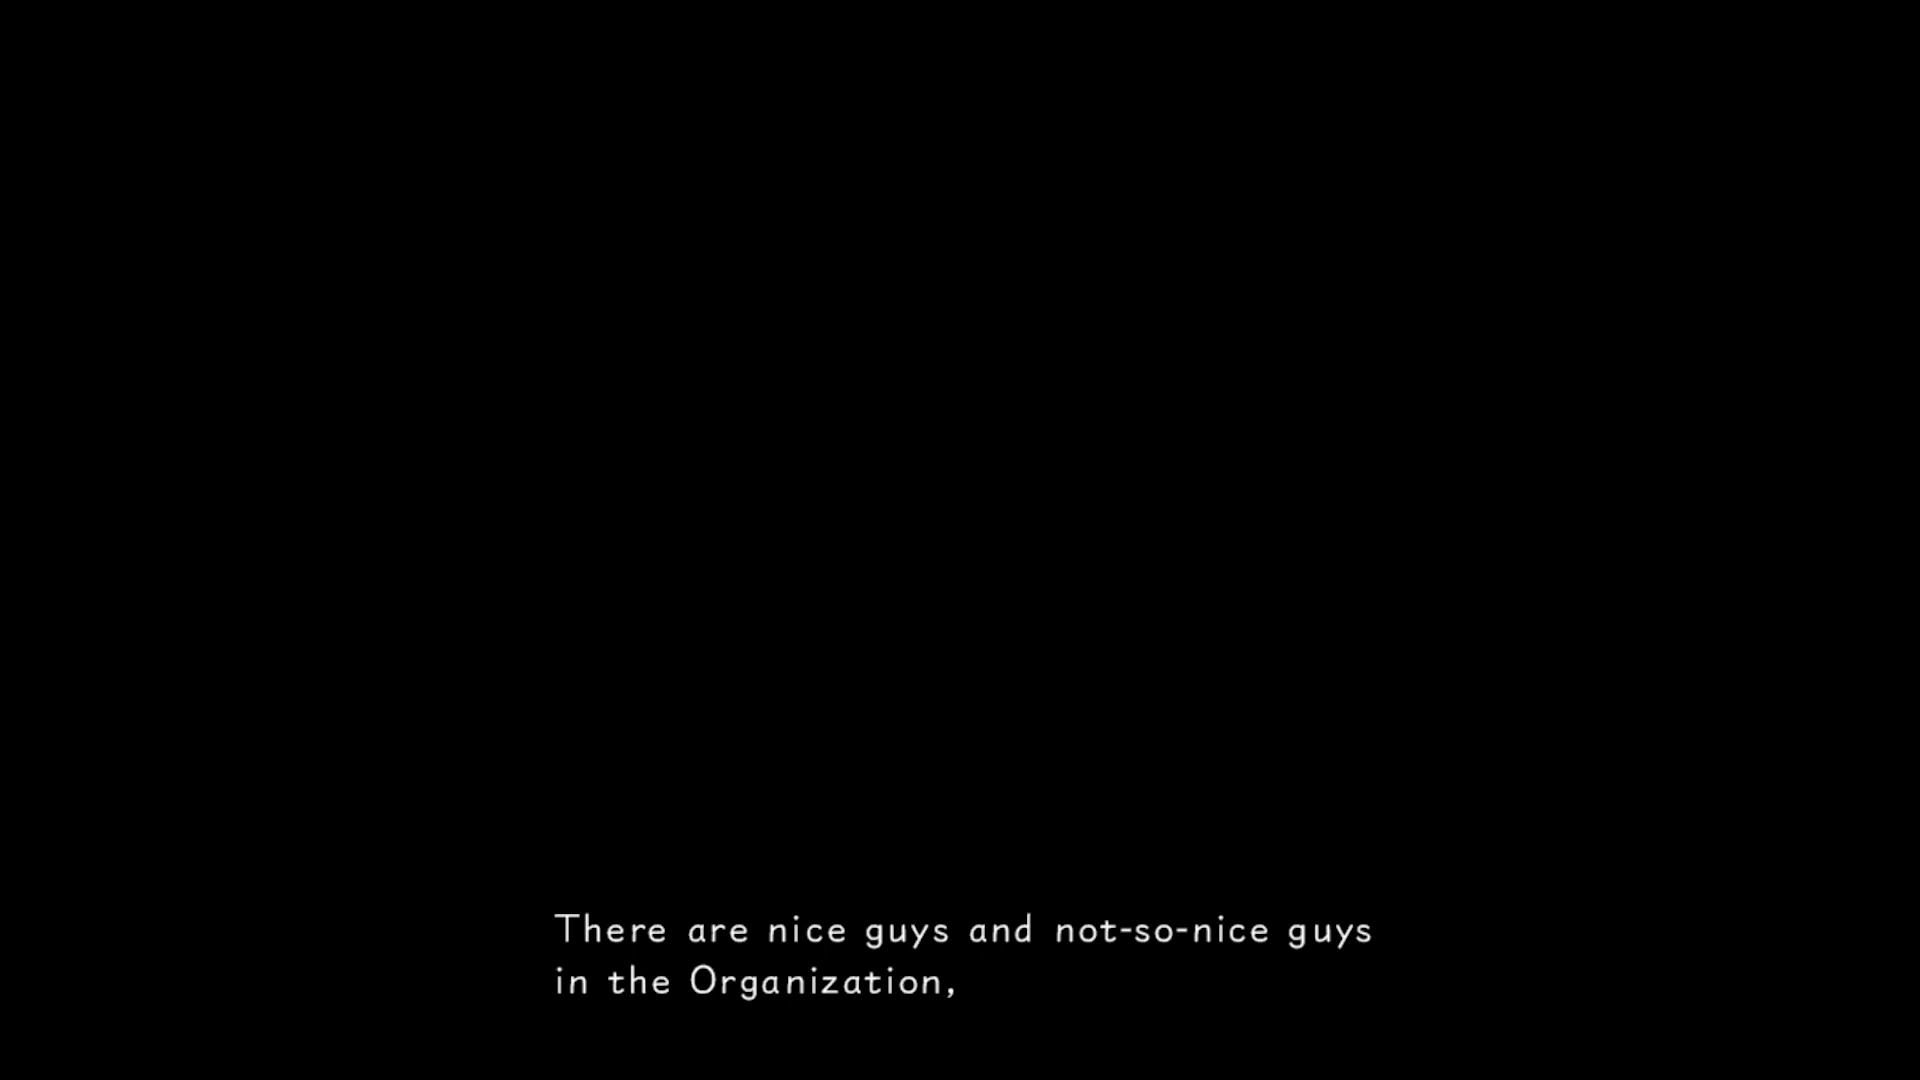 There are nice guys and not-so-nice guys
in the Organization,